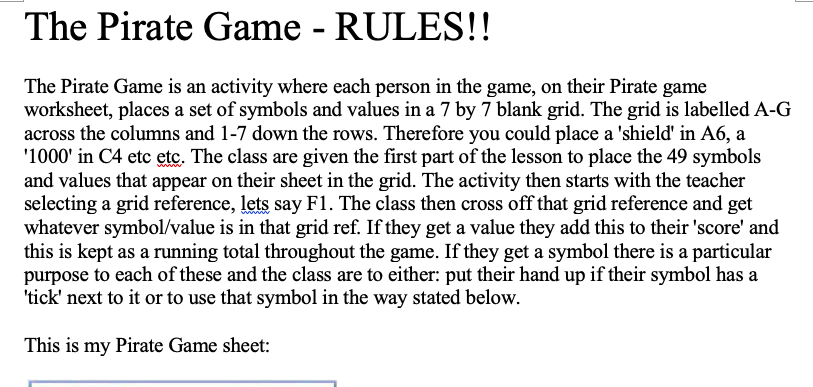 The Pirate Game - RULES!!
The Pirate Game is an activity where each person in the game, on their Pirate game
worksheet, places a set of symbols and values in a 7 by 7 blank grid. The grid is labelled A-G
across the columns and 1-7 down the rows. Therefore you could place a 'shield' in A6, a
'1000' in C4 etc etc. The class are given the first part of the lesson to place the 49 symbols
and values that appear on their sheet in the grid. The activity then starts with the teacher
selecting a grid reference, lets say F1. The class then cross off that grid reference and get
whatever symbol/value is in that grid ref. If they get a value they add this to their 'score' and
this is kept as a running total throughout the game. If they get a symbol there is a particular
purpose to each of these and the class are to either: put their hand up if their symbol has a
'tick' next to it or to use that symbol in the way stated below.
This is my Pirate Game sheet: